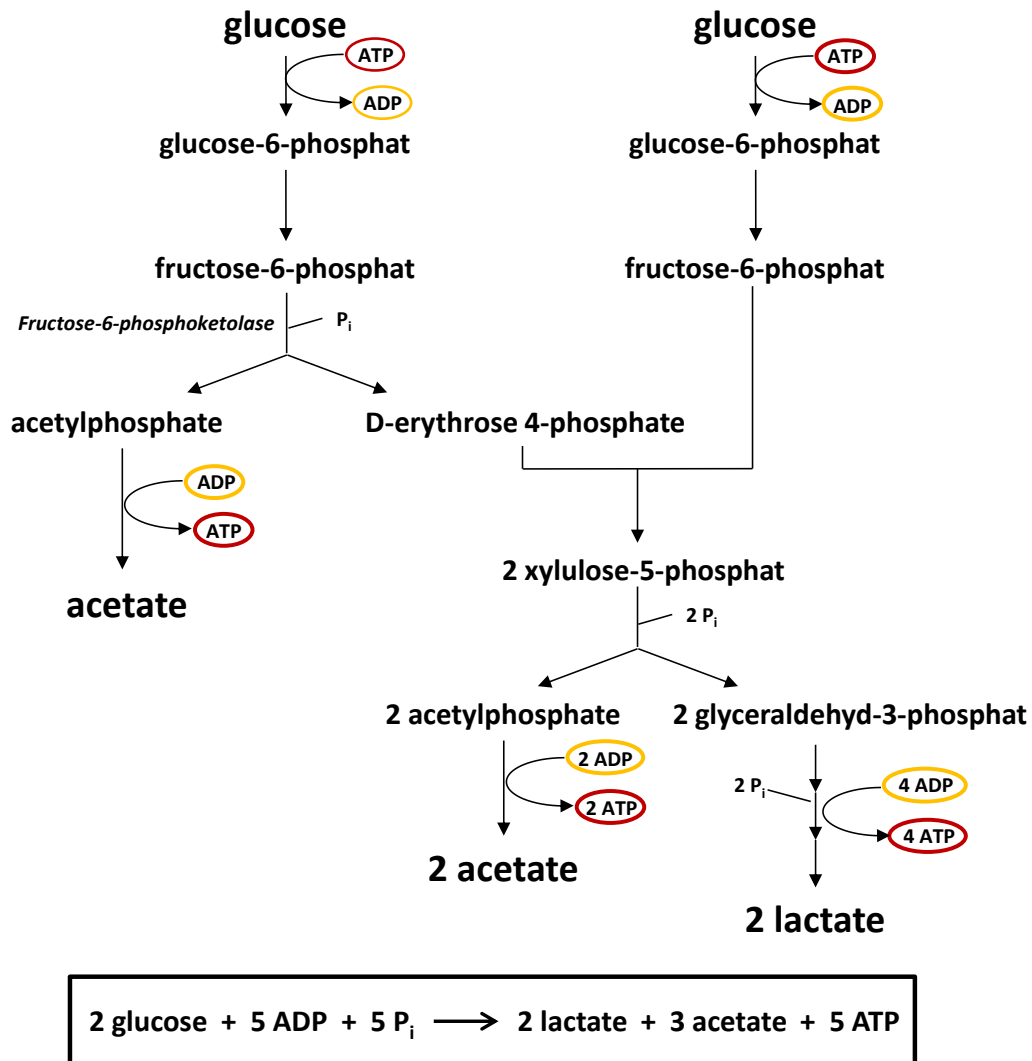 glucose glucose
ATP ATP
ADP ADP
glucose-6-phosphat glucose-6-phosphat
fructose-6-phosphat fructose-6-phosphat
Fructose-6-phosphoketolase Pi
acetylphosphate D-erythrose 4-phosphate
ADP
ATP
2 xylulose-5-phosphat
acetate
2 Pi
2 acetylphosphate 2 glyceraldehyd-3-phosphat
2 ADP 2 Pi 4 ADP
2 ATP 4 ATP
2 acetate
2 lactate
2 glucose + 5 ADP + 5 Pi ⟶ 2 lactate + 3 acetate + 5 ATP